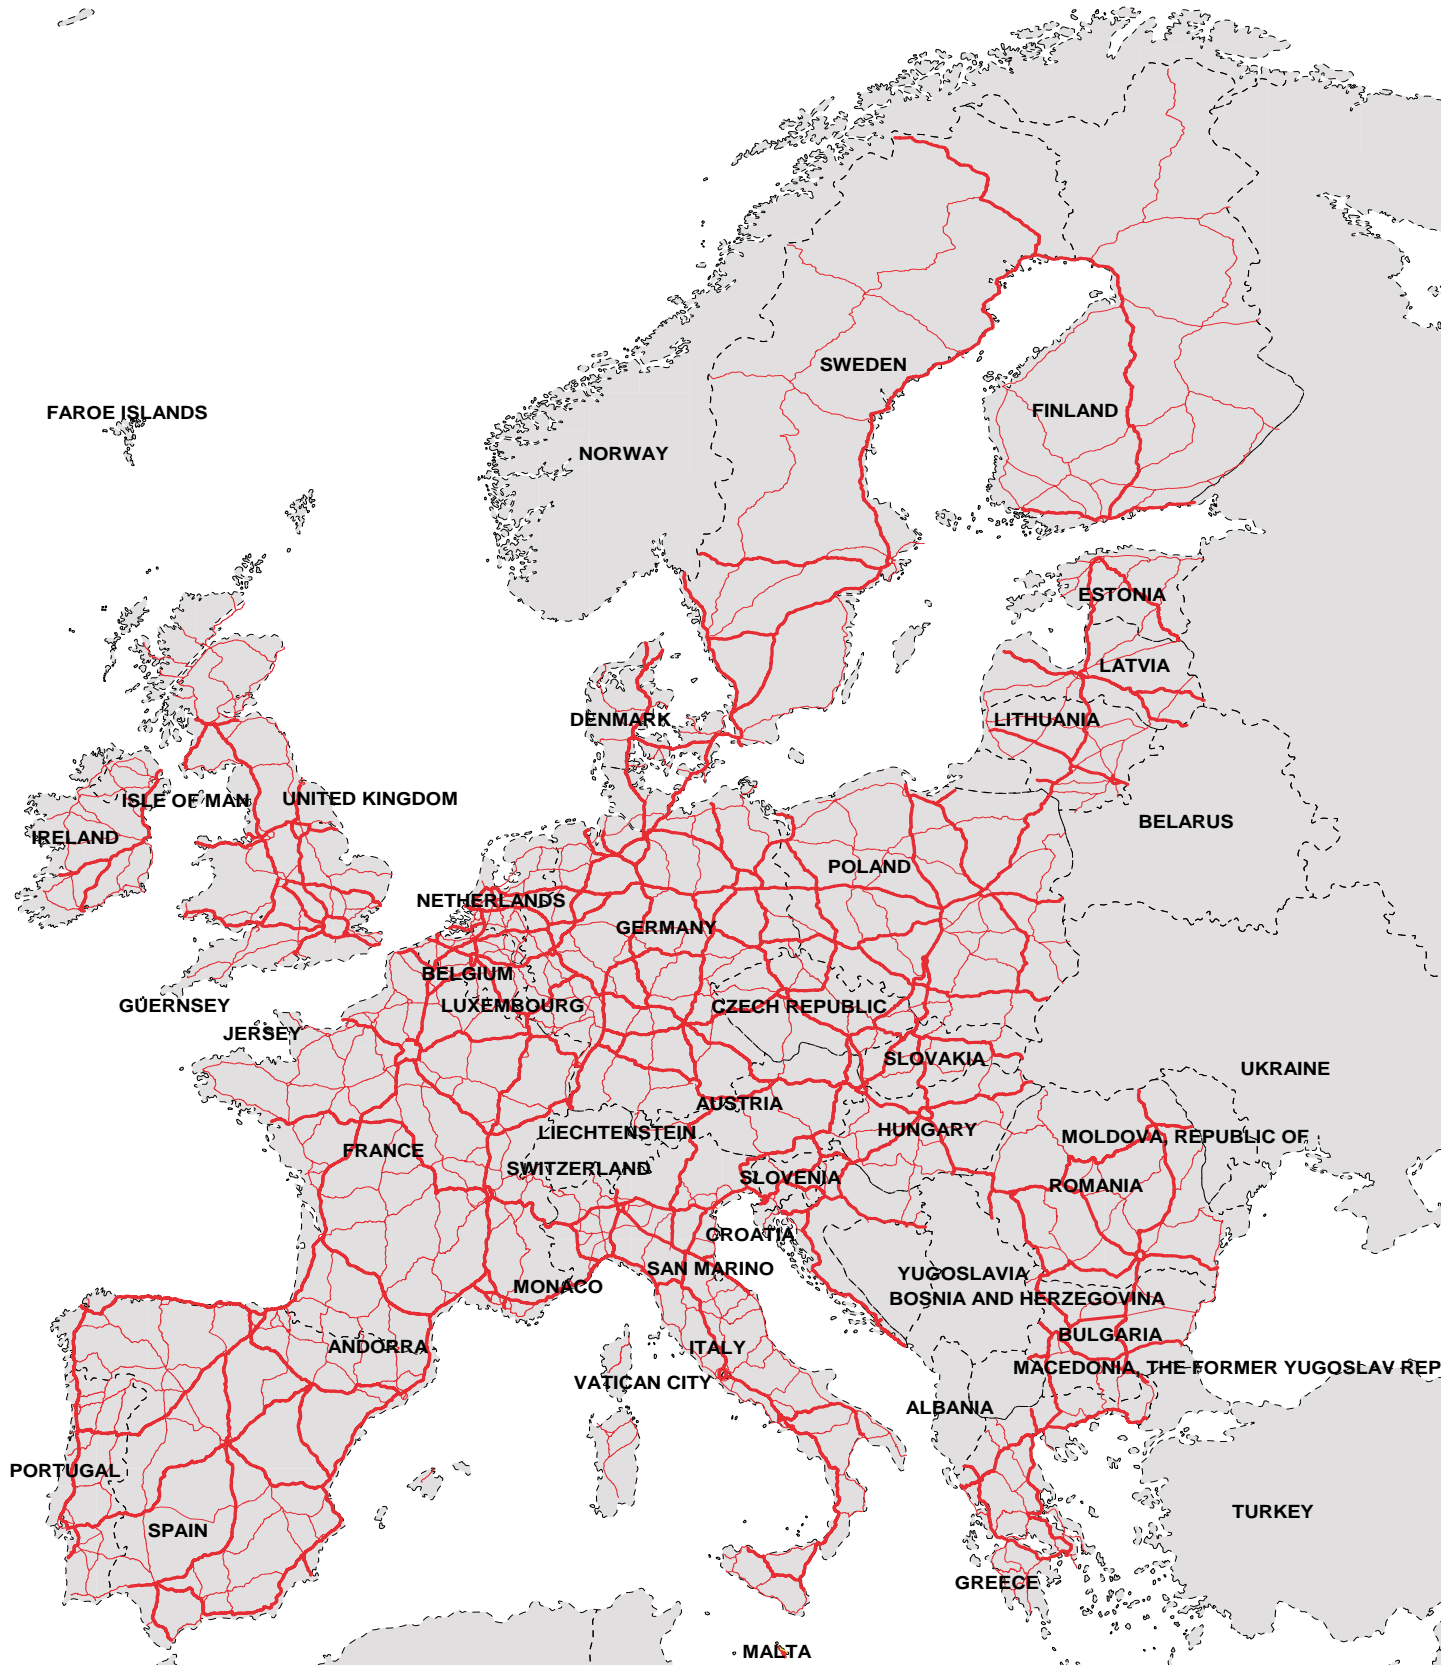 SWEDEN
FAROE ISLANDS
FINLAND
NORWAY
ESTONIA
LATVIA
DENMARK
LITHUANIA
ISLE OF MAN
UNITED KINGDOM
IRELAND
BELARUS
POLAND
NETHERLANDS
GERMANY
BELGIUM
GUERNSEY
LUXEMBOURG
CZECH REPUBLIC
JERSEY
SLOVAKIA
UKRAINE
AUSTRIA
LIECHTENSTEIN
HUNGARY
MOLDOVA, REPUBLIC OF
FRANCE
SWITZERLAND
SLOVENIA
ROMANIA
CROATIA
SAN MARINO
YUGOSLAVIA
MONACO
BOSNIA AND HERZEGOVINA
BULGARIA
ANDORRA
ITALY
MACEDONIA, THE FORMER YUGOSLAV REP
VATICAN CITY
ALBANIA
PORTUGAL
TURKEY
SPAIN
GREECE
MALTA